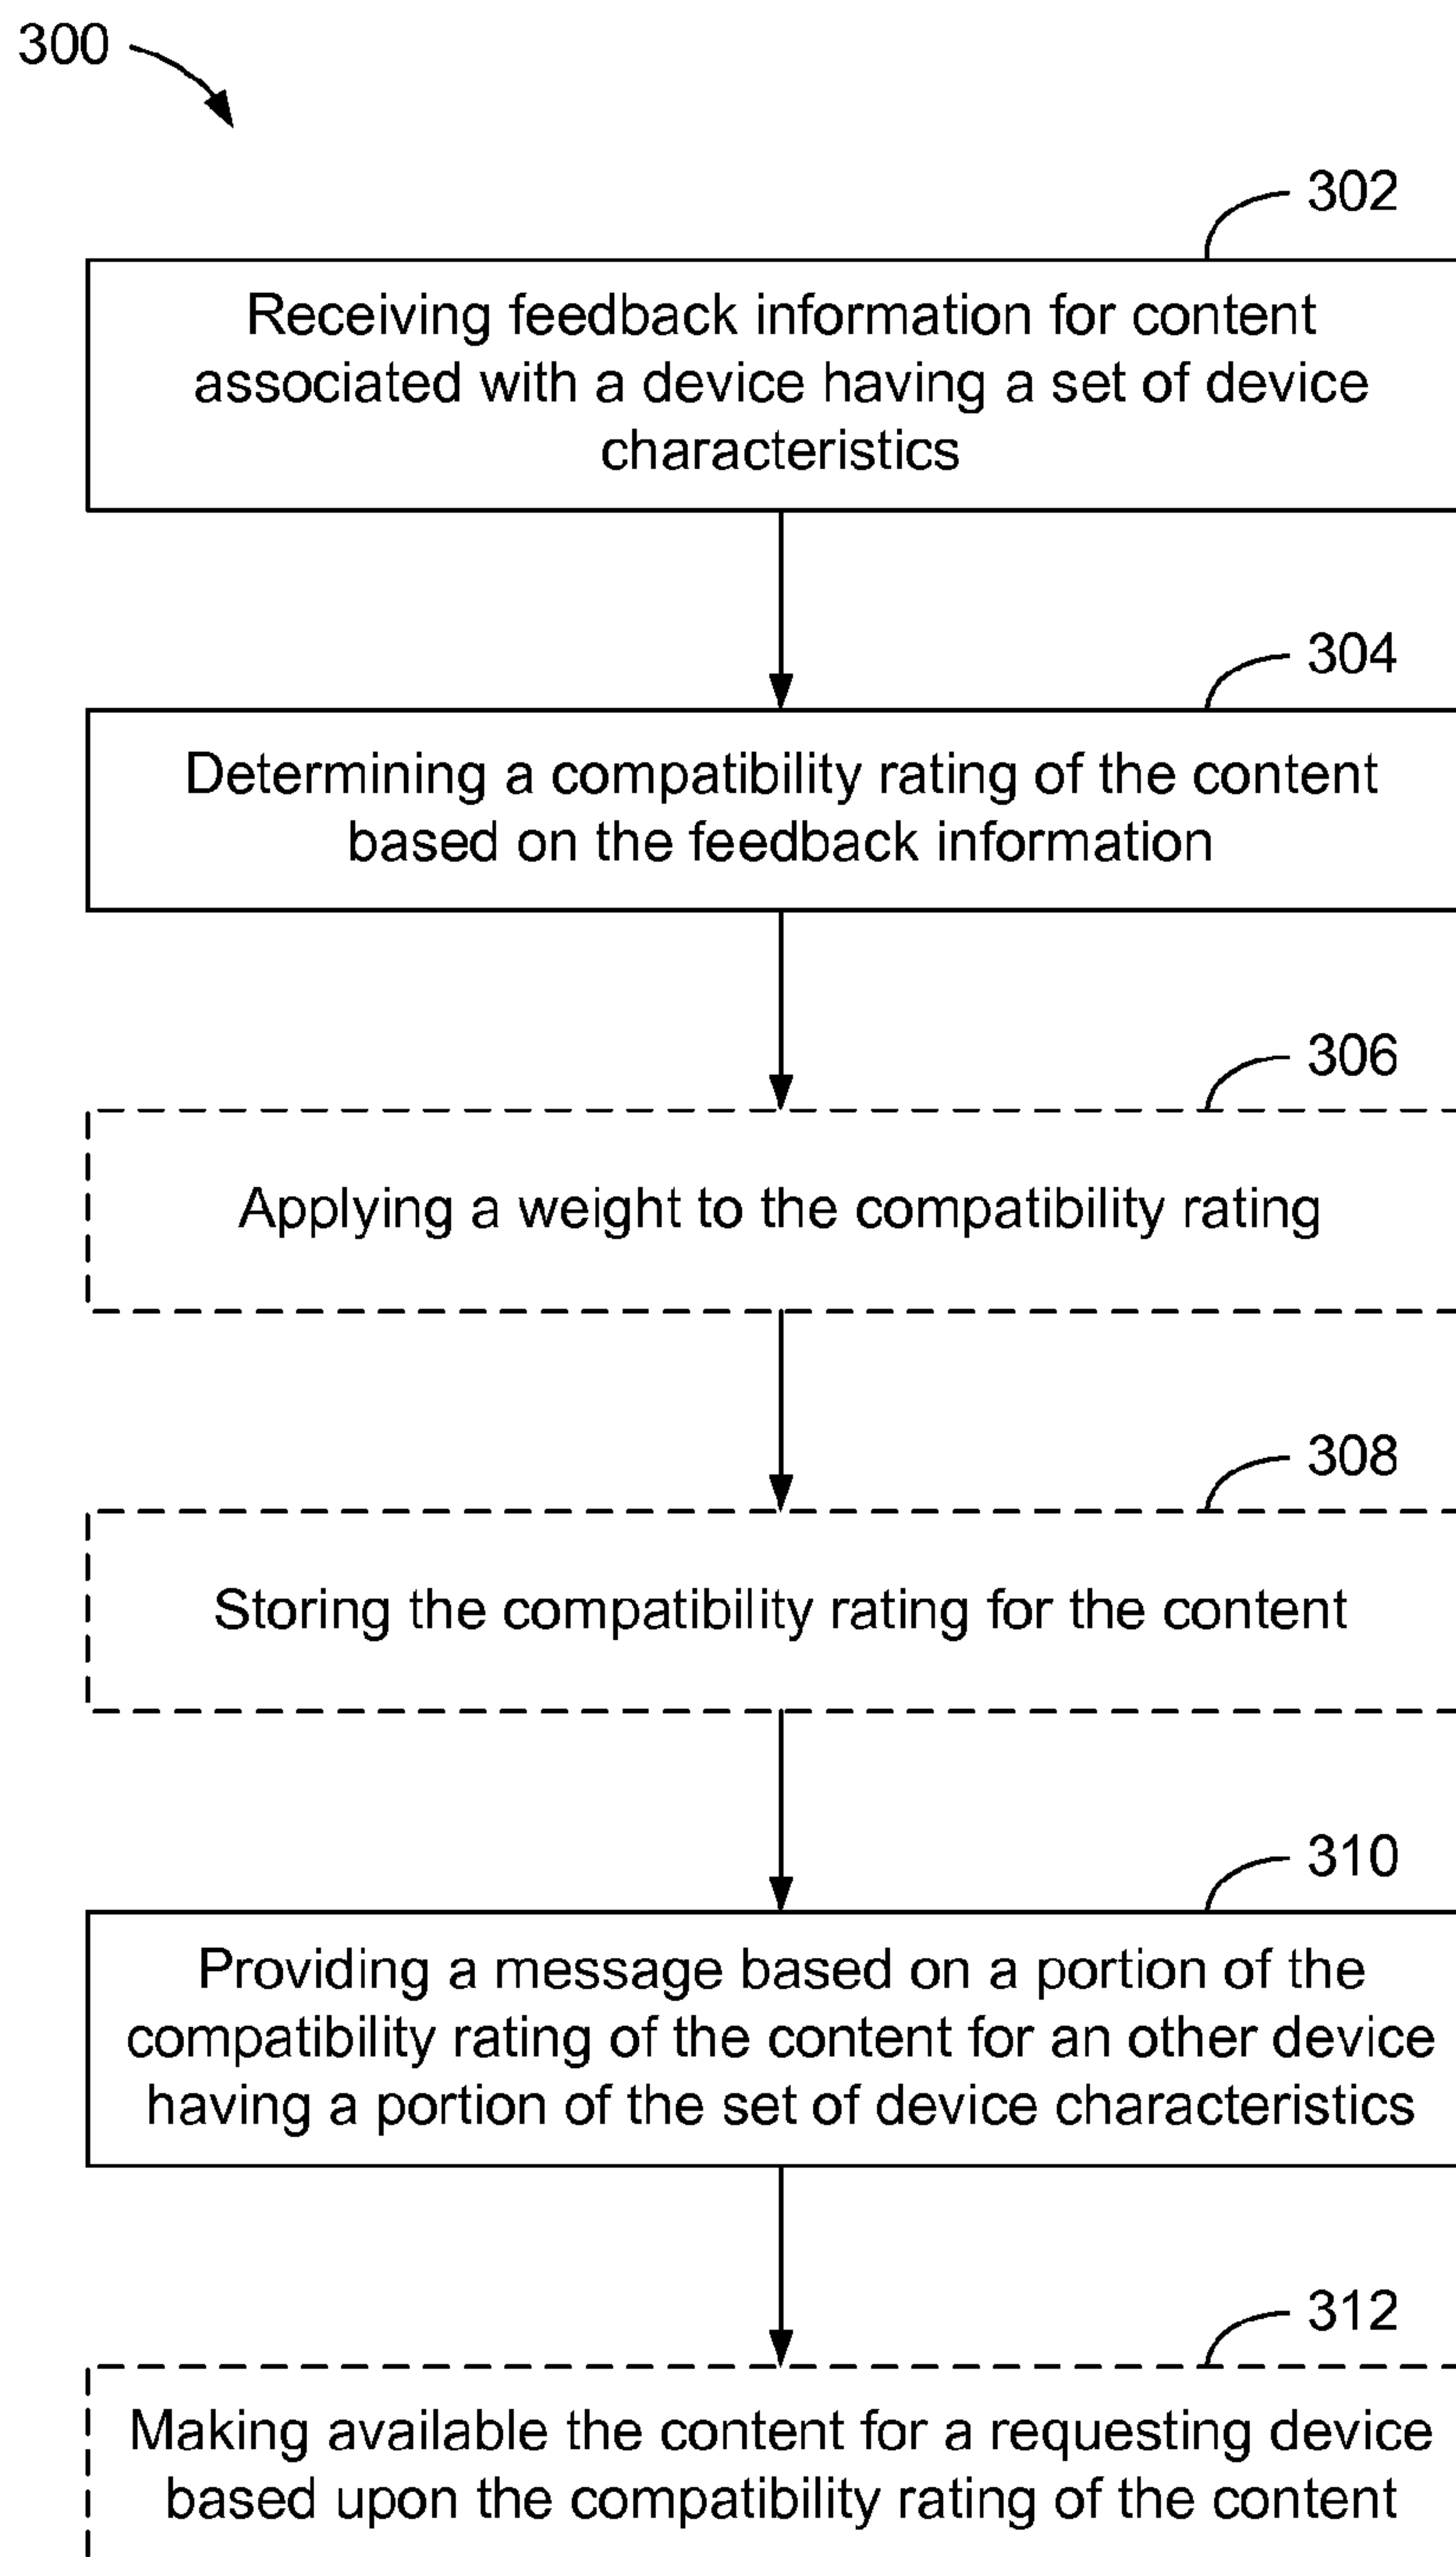 300
302
Receiving feedback information for content
associated with a device having a set of device
characteristics
304
Determining a compatibility rating of the content
based on the feedback information
306
Applying a weight to the compatibility rating
308
Storing the compatibility rating for the content
310
Providing a message based on a portion of the
compatibility rating of the content for an other device
having a portion of the set of device characteristics
312
Making available the content for a requesting device
based upon the compatibility rating of the content